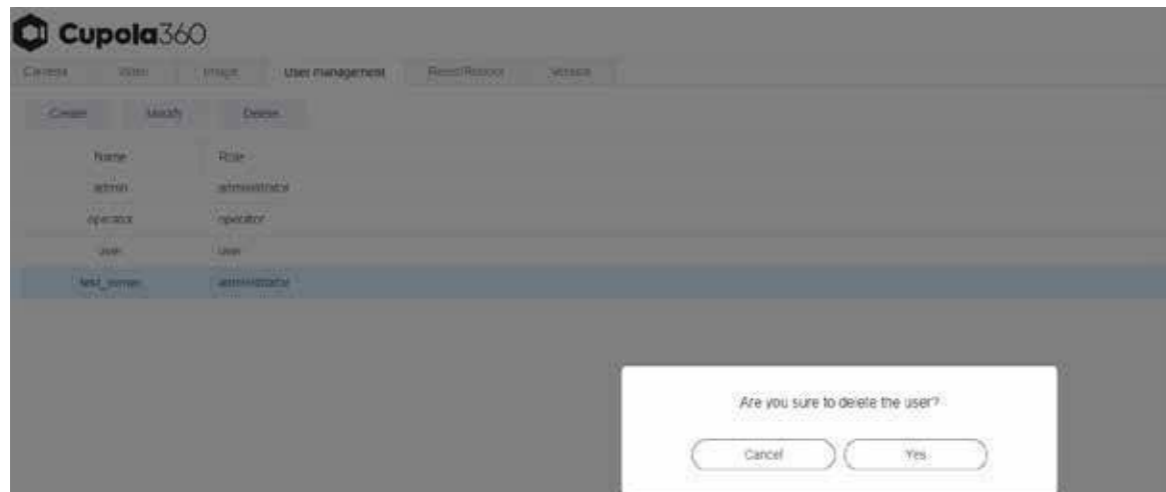 Cupola360
Camera Video Image User management Reset/Reboot Version
Create Modify Delete
Name Role
admin administrator
operator operator
user user
administrator
Are you sure to delete the user?
Cancel Yes